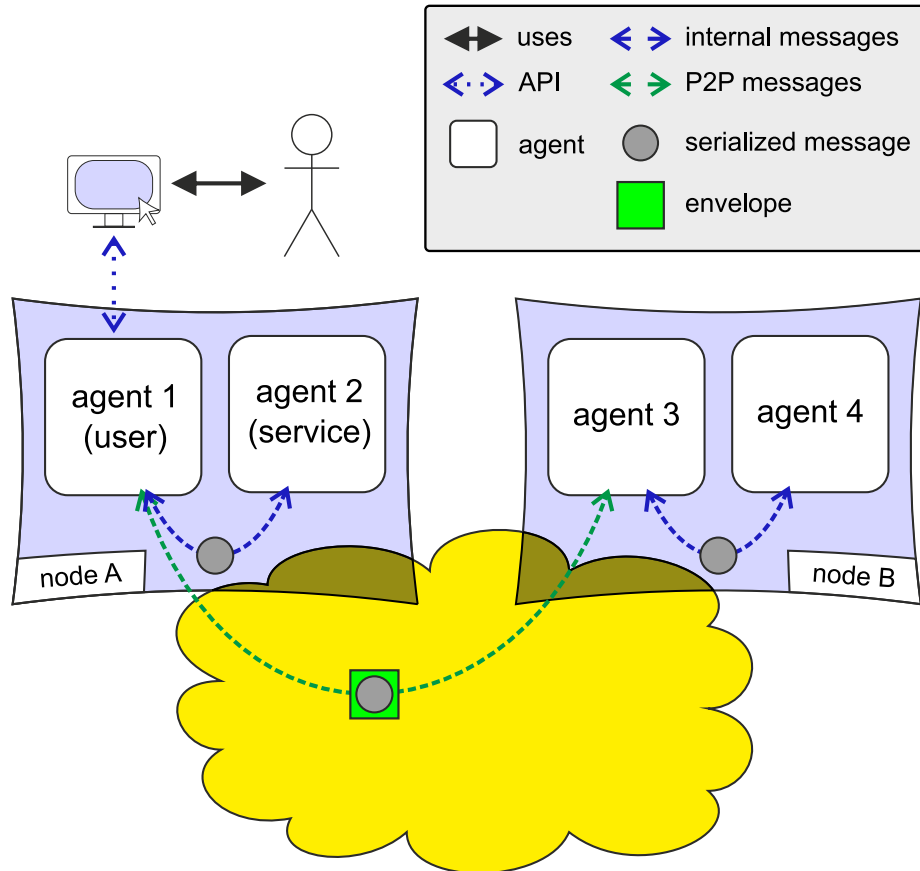 uses
internal messages
API
P2P messages
agent
serialized message
envelope
agent 1
(user)
agent 2
(service)
agent 3
agent 4
node A
node B